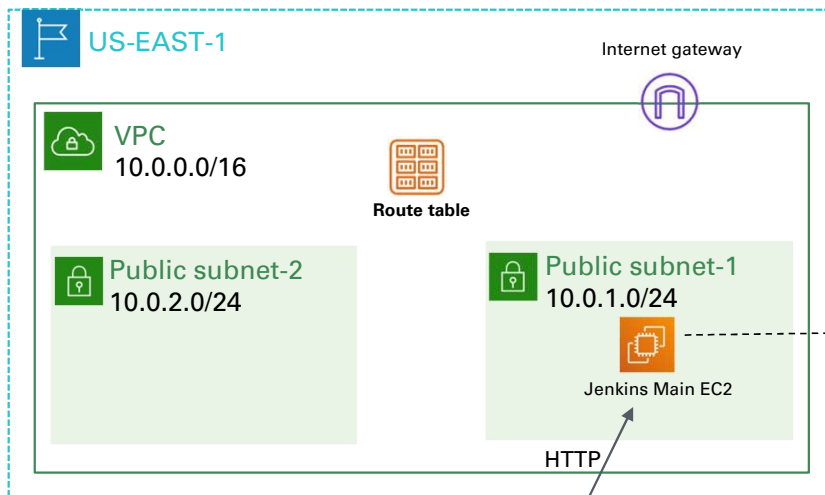 US-EAST-1
Internet gateway
VPC
10.0.0.0/16
Route table
Public subnet-2
10.0.2.0/24
Public subnet-1
10.0.1.0/24
Jenkins Main EC2
HTTP